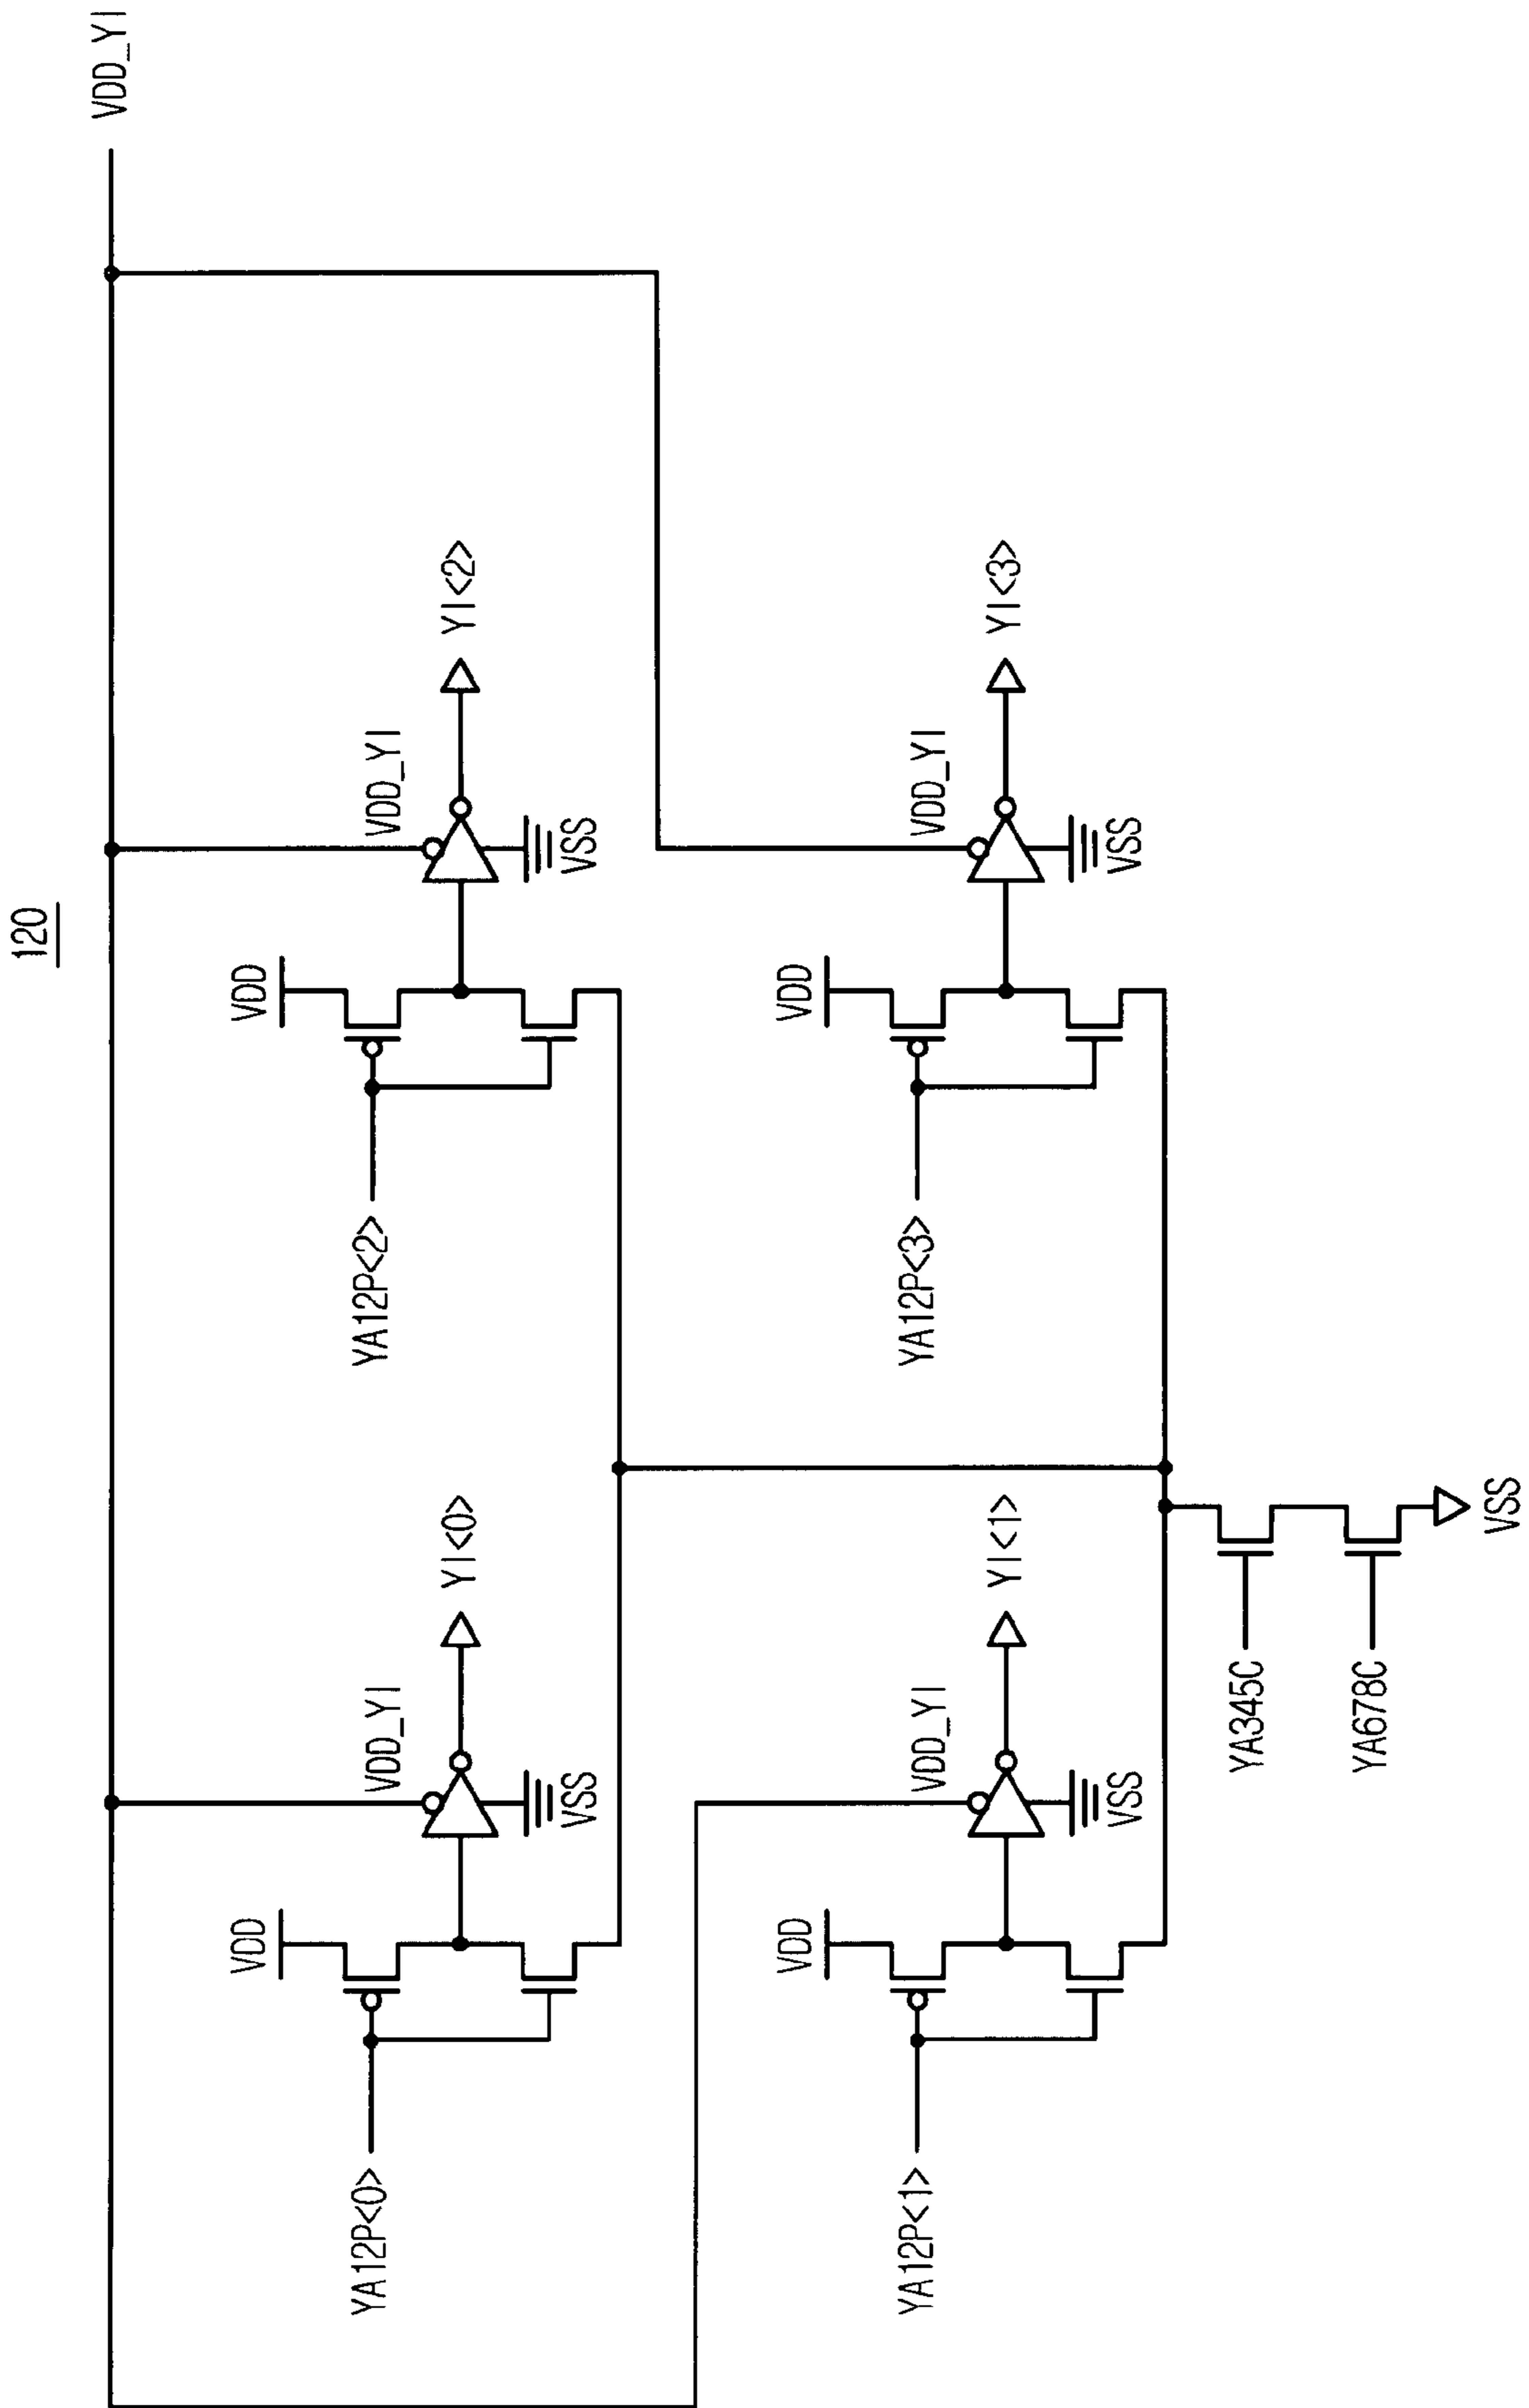 120
VDD_YI
VDD
VDD_YI
YA12P<0>
YI<0>
VSS
VDD
VDD_YI
YA12P<2>
YI<2>
VSS
VDD
VDD_YI
YA12P<1>
YI<1>
VSS
VDD
VDD_YI
YA12P<3>
YI<3>
VSS
YA345C
YA678C
VSS